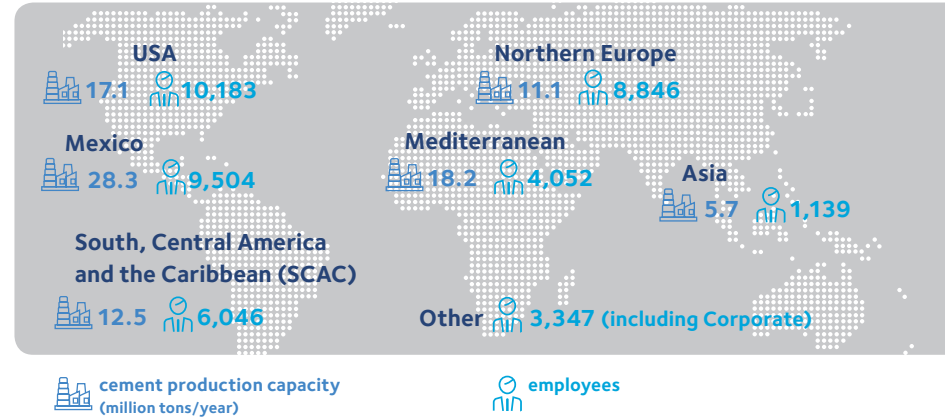 USA
17.1 10,183
Northern Europe
11.1 8,846
Mexico
28.3 9,504
Mediterranean
18.2 4,052
Asia
5.7 1,139
South, Central America
and the Caribbean (SCAC)
12.5 6,046
Other 3,347 (including Corporate)
cement production capacity
(million tons/year)
employees